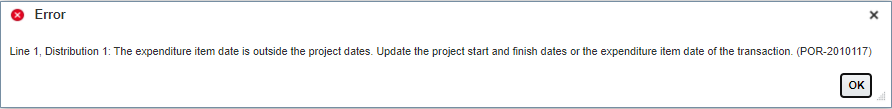 Error
Line 1, Distribution 1: The expenditure item date is outside the project dates. Update the project start and finish dates or the expenditure item date of the transaction. (POR-2010117)
OK